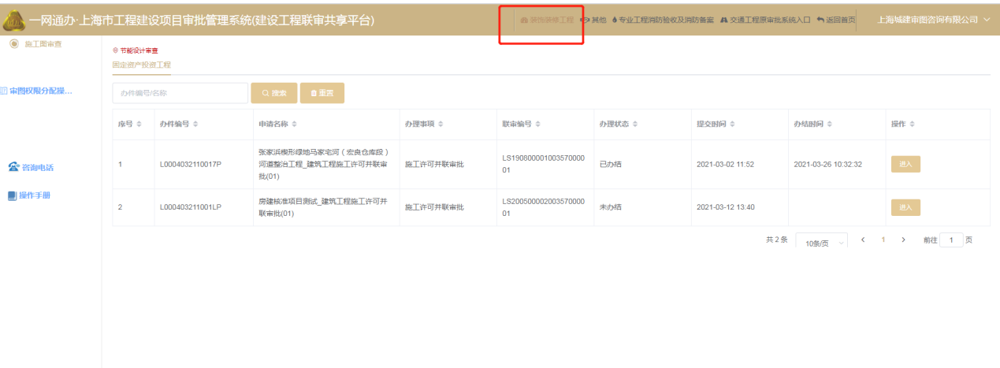 一网通办·上海市工程建设项目审批管理系统(建设工程联审共享平台)
装饰装修工程 其他 专业工程消防验收及消防备案 交通工程原审批系统入口 返回首页 上海城建审图咨询有限公司
施工图审查
审图权限分配操...
咨询电话
操作手册
节能设计审查
固定资产投资工程
办件编号/名称 搜索 重置
序号 办件编号 申请名称 办理事项 联审编号 办理状态 提交时间 办结时间 操作
1 L0004032110017P 张家浜楔形绿地马家宅河（宏良仓库段）河道整治工程_建筑工程施工许可并联审批(01) 施工许可并联审批 LS19080000100357000001 已办结 2021-03-02 11:52 2021-03-26 10:32:32 进入
2 L000403211001LP 房建核准项目测试_建筑工程施工许可并联审批(01) 施工许可并联审批 LS20050000200357000001 未办结 2021-03-12 13:40 进入
共 2 条 10条/页 1 前往 1 页